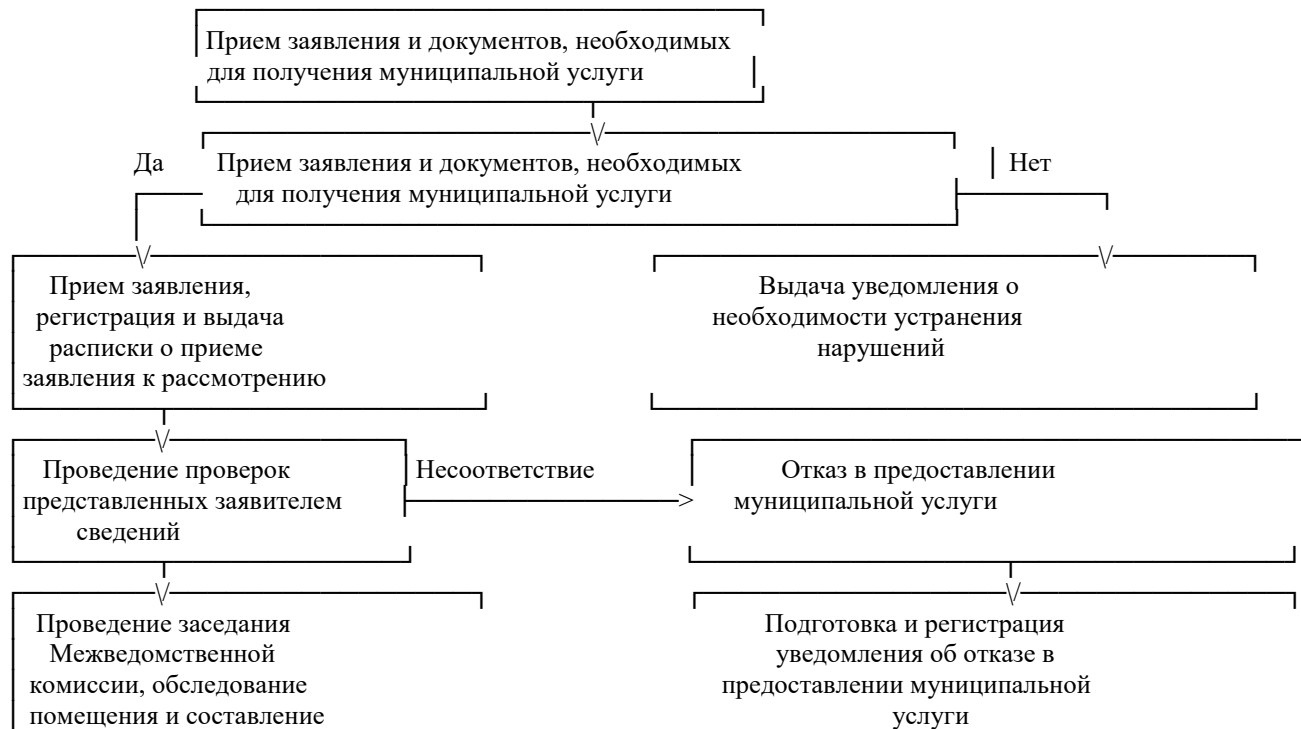 Прием заявления и документов, необходимых
для получения муниципальной услуги
Да
Прием заявления и документов, необходимых
для получения муниципальной услуги
Нет
Прием заявления,
регистрация и выдача
расписки о приеме
заявления к рассмотрению
Выдача уведомления о
необходимости устранения
нарушений
Проведение проверок
представленных заявителем
сведений
Несоответствие
Отказ в предоставлении
муниципальной услуги
Проведение заседания
Межведомственной
комиссии, обследование
помещения и составление
Подготовка и регистрация
уведомления об отказе в
предоставлении муниципальной
услуги